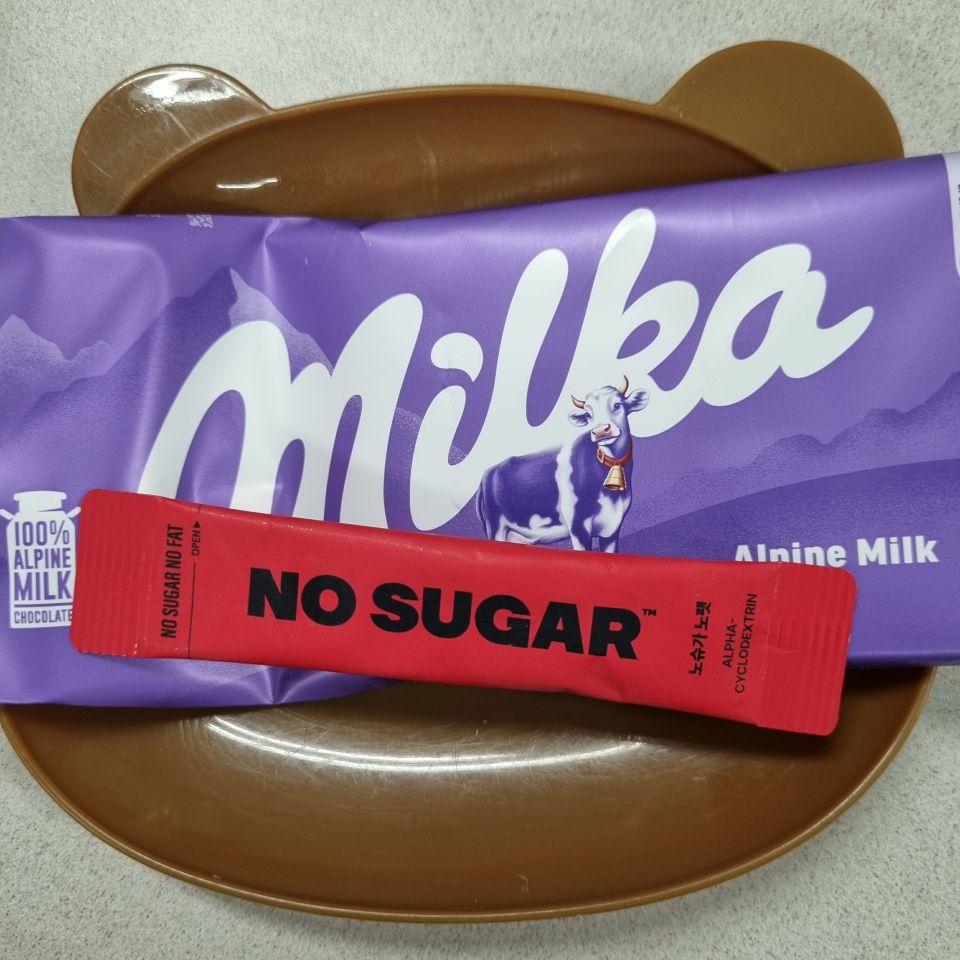 Milka
100%
ALPINE
MILK
CHOCOLATE
Alpine Milk
NO SUGAR NO FAT
OPEN▶
NO SUGAR™
노슈가 노팻
ALPHA-
CYCLODEXTRIN